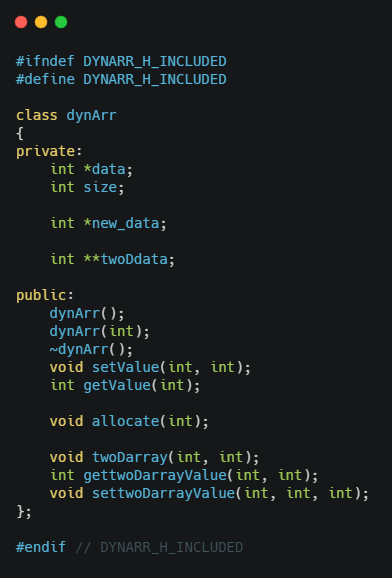 #ifndef DYNARR_H_INCLUDED
#define DYNARR_H_INCLUDED

class dynArr
{
private:
    int *data;
    int size;

    int *new_data;

    int **twoDdata;

public:
    dynArr();
    dynArr(int);
    ~dynArr();
    void setValue(int, int);
    int getValue(int);

    void allocate(int);

    void twoDarray(int, int);
    int gettwoDarrayValue(int, int);
    void settwoDarrayValue(int, int, int);
};

#endif // DYNARR_H_INCLUDED